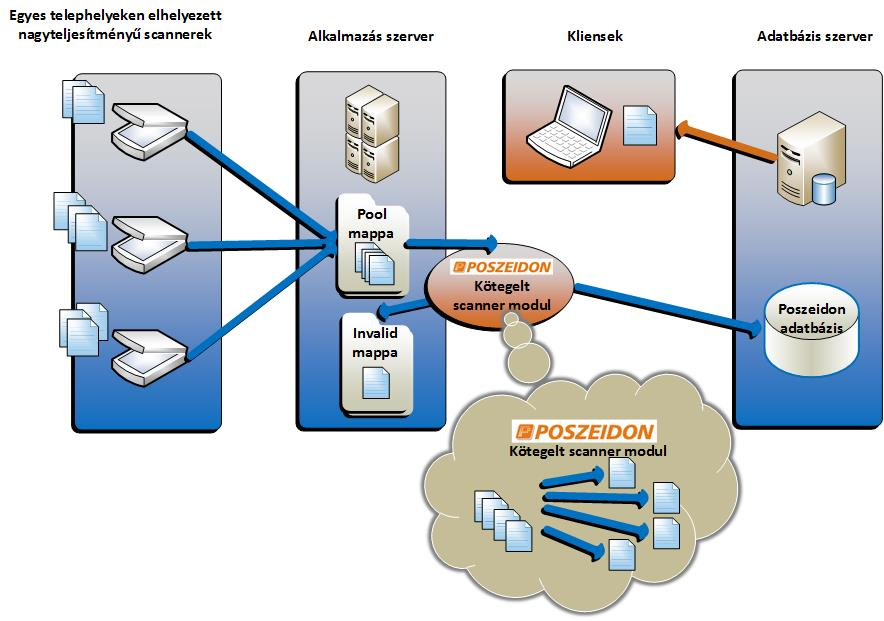 Egyes telephelyeken elhelyezett
nagyteljesítményű scannerek
Alkalmazás szerver
Kliensek
Adatbázis szerver
Pool
mappa
POSZEIDON
Kötegelt
scanner modul
Invalid
mappa
Poszeidon
adatbázis
POSZEIDON
Kötegelt scanner modul